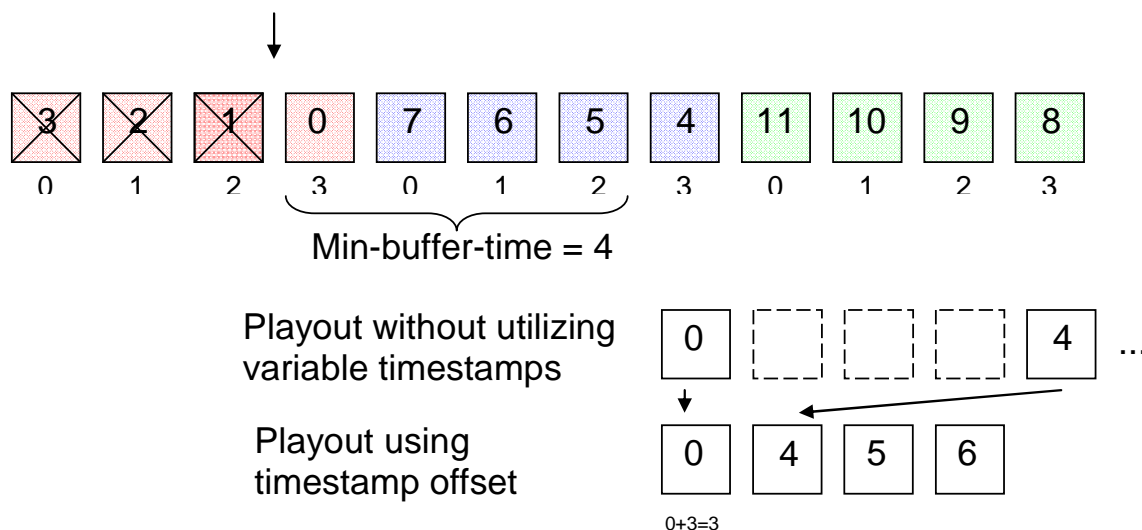 3 2 1 0 7 6 5 4 11 10 9 8
0 1 2 3 0 1 2 3 0 1 2 3
Min-buffer-time = 4
Playout without utilizing
variable timestamps
0 4 ...
Playout using
timestamp offset
0 4 5 6
0+3=3